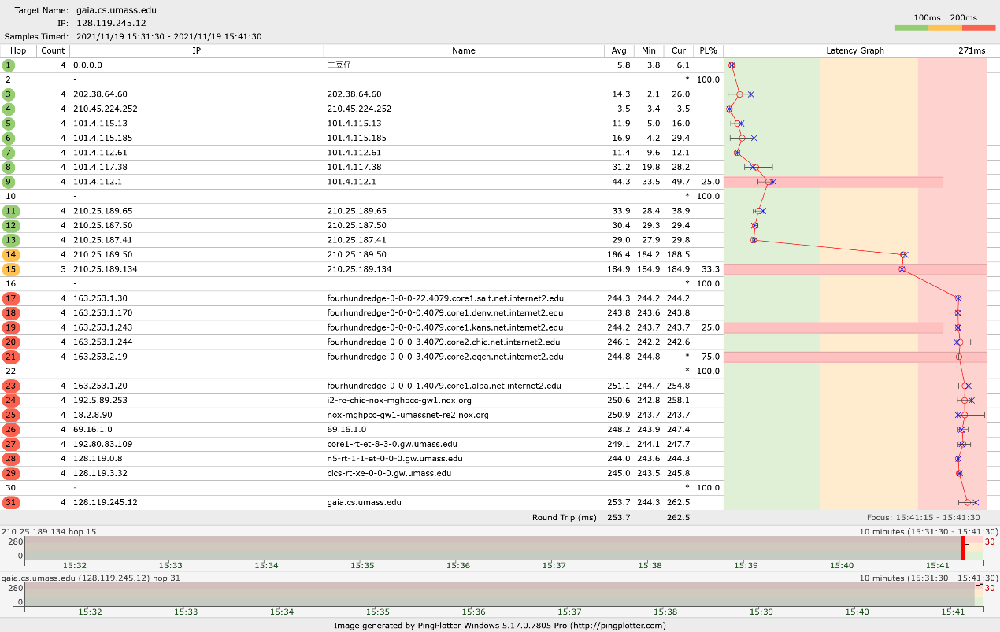 Target Name: gaia.cs.umass.edu
IP: 128.119.245.12
Samples Timed: 2021/11/19 15:31:30 - 2021/11/19 15:41:30
100ms 200ms
Hop Count IP Name Avg Min Cur PL% Latency Graph 271ms
1 4 0.0.0.0 王豆仔 5.8 3.8 6.1
2 - * 100.0
3 4 202.38.64.60 202.38.64.60 14.3 2.1 26.0
4 4 210.45.224.252 210.45.224.252 3.5 3.4 3.5
5 4 101.4.115.13 101.4.115.13 11.9 5.0 16.0
6 4 101.4.115.185 101.4.115.185 16.9 4.2 29.4
7 4 101.4.112.61 101.4.112.61 11.4 9.6 12.1
8 4 101.4.117.38 101.4.117.38 31.2 19.8 28.2
9 4 101.4.112.1 101.4.112.1 44.3 33.5 49.7 25.0
10 - * 100.0
11 4 210.25.189.65 210.25.189.65 33.9 28.4 38.9
12 4 210.25.187.50 210.25.187.50 30.4 29.3 29.4
13 4 210.25.187.41 210.25.187.41 29.0 27.9 29.8
14 4 210.25.189.50 210.25.189.50 186.4 184.2 188.5
15 3 210.25.189.134 210.25.189.134 184.9 184.9 184.9 33.3
16 - * 100.0
17 4 163.253.1.30 fourhundredge-0-0-0-22.4079.core1.salt.net.internet2.edu 244.3 244.2 244.2
18 4 163.253.1.170 fourhundredge-0-0-0-0.4079.core1.denv.net.internet2.edu 243.8 243.6 243.8
19 4 163.253.1.243 fourhundredge-0-0-0-0.4079.core1.kans.net.internet2.edu 244.2 243.7 243.7 25.0
20 4 163.253.1.244 fourhundredge-0-0-0-3.4079.core2.chic.net.internet2.edu 246.1 242.2 242.6
21 4 163.253.2.19 fourhundredge-0-0-0-3.4079.core2.eqch.net.internet2.edu 244.8 244.8 * 75.0
22 - * 100.0
23 4 163.253.1.20 fourhundredge-0-0-0-1.4079.core1.alba.net.internet2.edu 251.1 244.7 254.8
24 4 192.5.89.253 i2-re-chic-nox-mghpcc-gw1.nox.org 250.6 242.8 258.1
25 4 18.2.8.90 nox-mghpcc-gw1-umassnet-re2.nox.org 250.9 243.7 243.7
26 4 69.16.1.0 69.16.1.0 248.2 243.9 247.4
27 4 192.80.83.109 core1-rt-et-8-3-0.gw.umass.edu 249.1 244.1 247.7
28 4 128.119.0.8 n5-rt-1-1-et-0-0-0.gw.umass.edu 244.0 243.6 244.3
29 4 128.119.3.32 cics-rt-xe-0-0-0.gw.umass.edu 245.0 243.5 245.8
30 - * 100.0
31 4 128.119.245.12 gaia.cs.umass.edu 253.7 244.3 262.5
Round Trip (ms) 253.7 262.5 Focus: 15:41:15 - 15:41:30
210.25.189.134 hop 15 10 minutes (15:31:30 - 15:41:30)
280 30
0
15:32 15:33 15:34 15:35 15:36 15:37 15:38 15:39 15:40 15:41
gaia.cs.umass.edu (128.119.245.12) hop 31 10 minutes (15:31:30 - 15:41:30)
280 30
0
15:32 15:33 15:34 15:35 15:36 15:37 15:38 15:39 15:40 15:41
Image generated by PingPlotter Windows 5.17.0.7805 Pro (http://pingplotter.com)